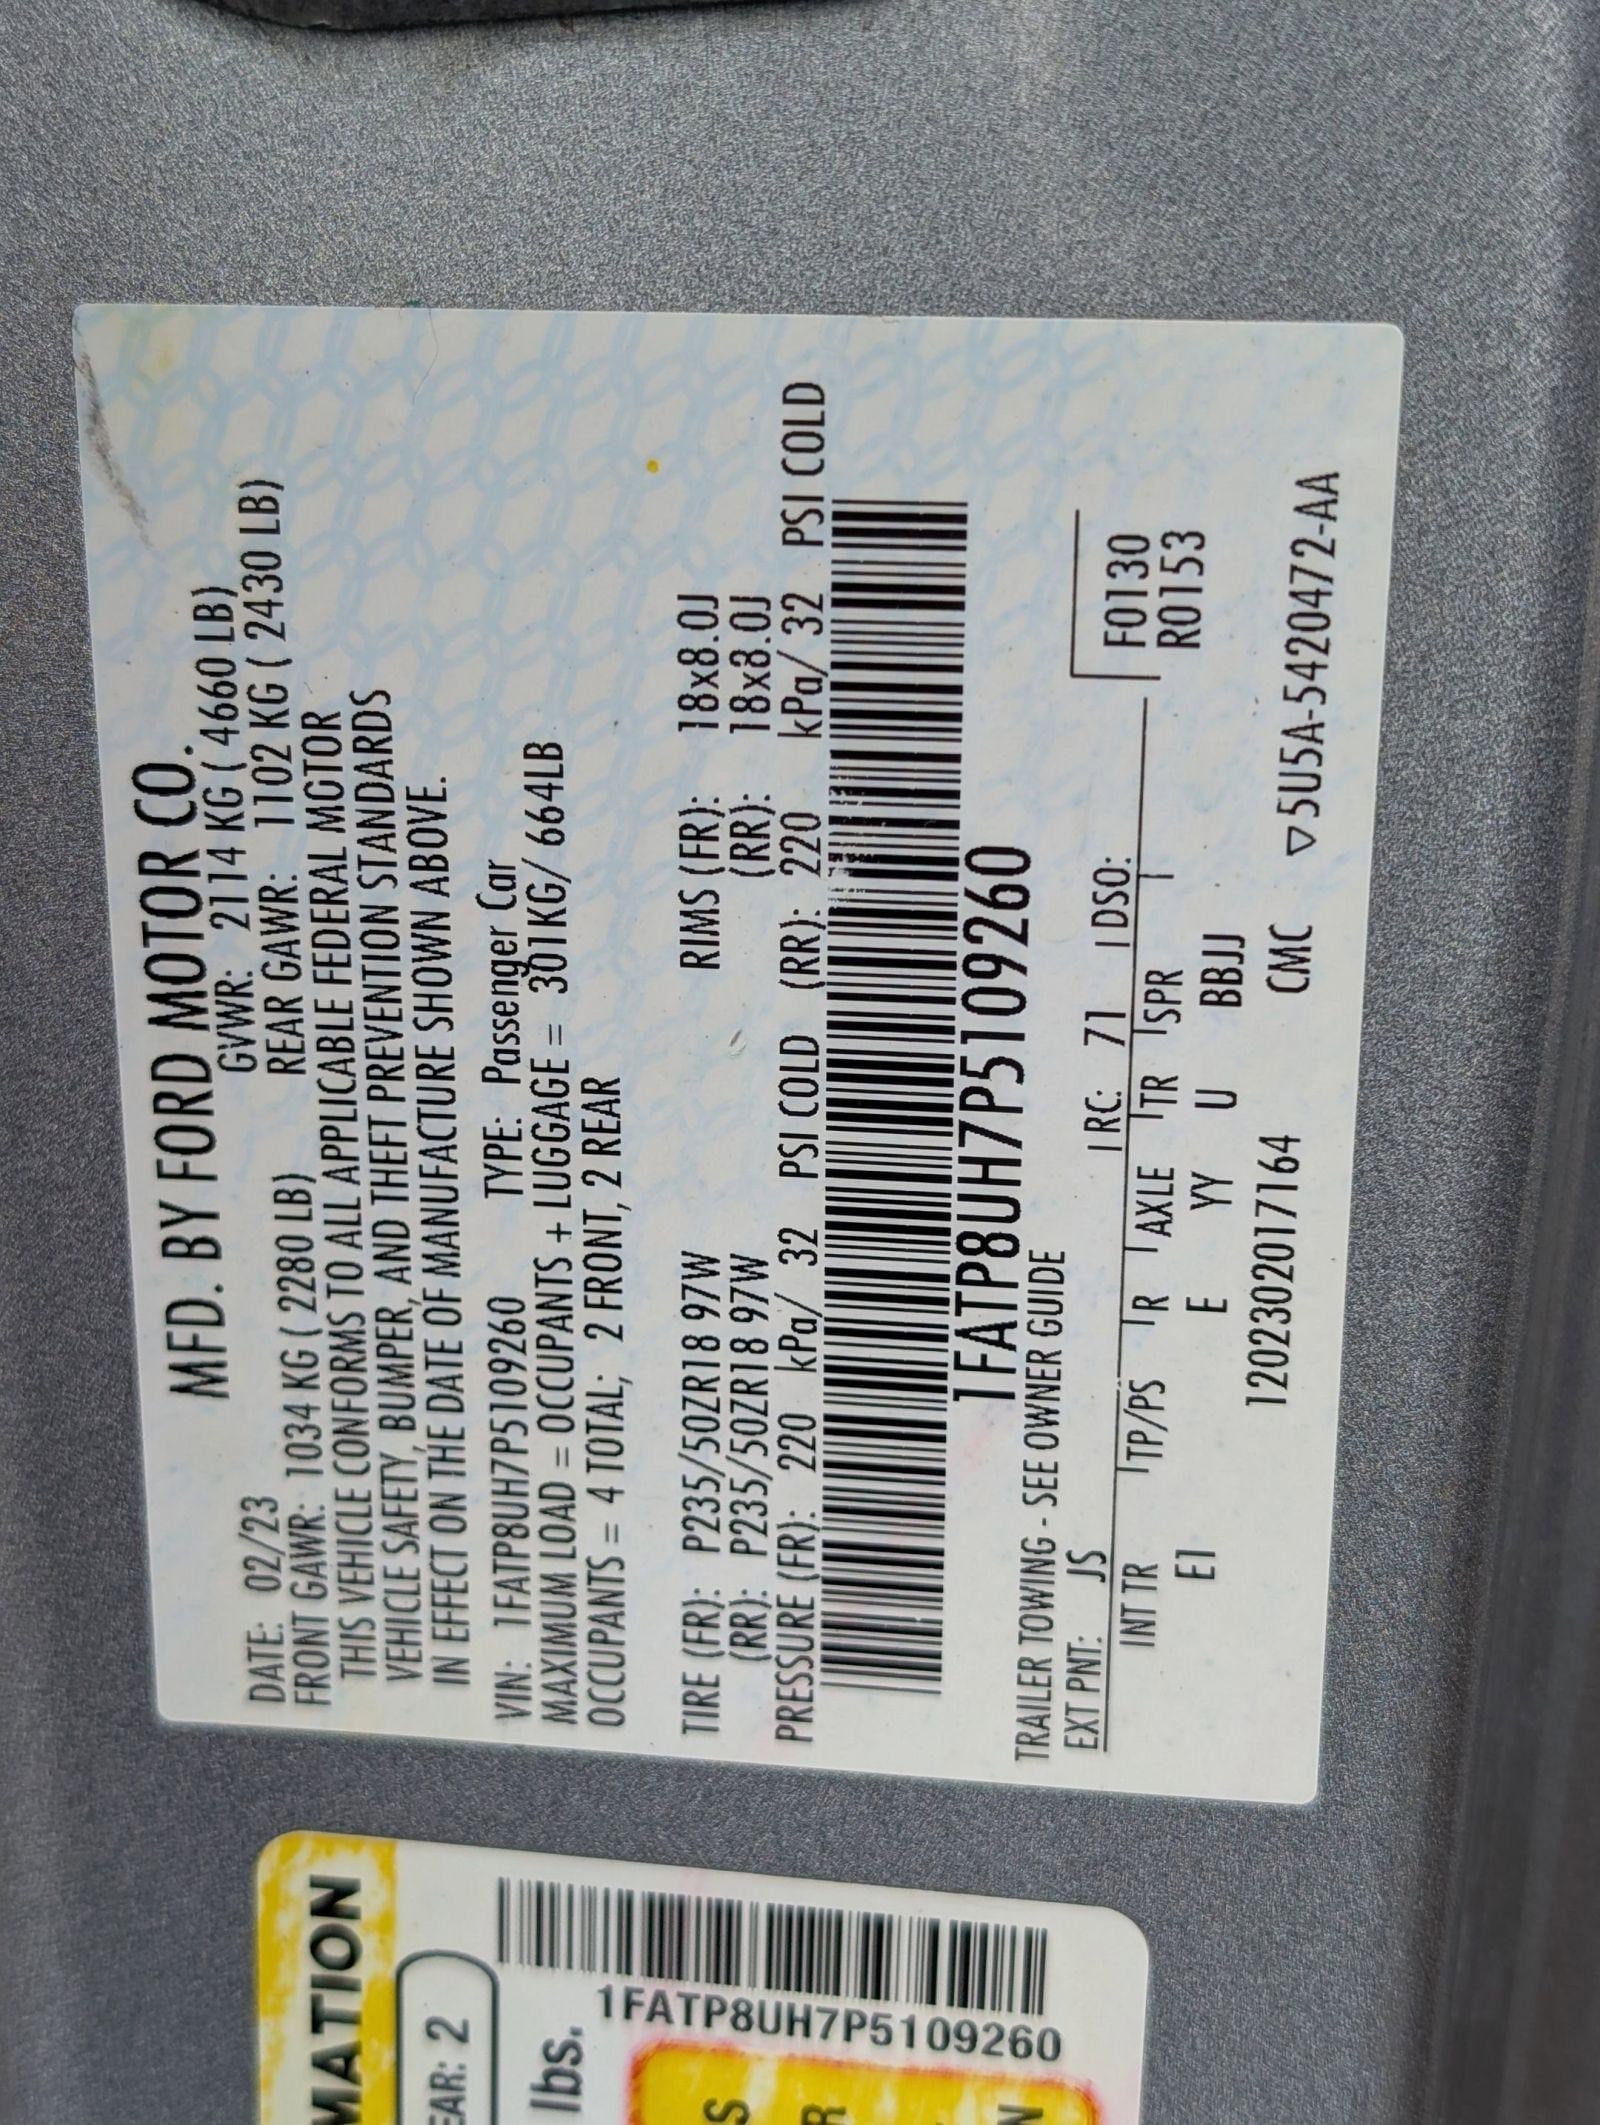 MFD. BY FORD MOTOR CO.
DATE: 02/23 GVWR: 2114 KG ( 4660 LB)
FRONT GAWR: 1034 KG ( 2280 LB) REAR GAWR: 1102 KG ( 2430 LB)
THIS VEHICLE CONFORMS TO ALL APPLICABLE FEDERAL MOTOR
VEHICLE SAFETY, BUMPER, AND THEFT PREVENTION STANDARDS
IN EFFECT ON THE DATE OF MANUFACTURE SHOWN ABOVE.
VIN: 1FATP8UH7P5109260 TYPE: Passenger Car
MAXIMUM LOAD = OCCUPANTS + LUGGAGE = 301KG/ 664LB
OCCUPANTS = 4 TOTAL; 2 FRONT, 2 REAR
TIRE (FR): P235/50ZR18 97W RIMS (FR): 18x8.0J
(RR): P235/50ZR18 97W (RR): 18x8.0J
PRESSURE (FR): 220 kPa/ 32 PSI COLD (RR): 220 kPa/ 32 PSI COLD
1FATP8UH7P5109260
TRAILER TOWING - SEE OWNER GUIDE
EXT PNT: JS RC: 71 DSO:
INT TR TP/PS R AXLE TR SPR
F0130
E1 E YY U BBJJ
R0153
1202302017164 CMC ▽5U5A-5420472-AA
MATION
EAR: 2
lbs.
1FATP8UH7P5109260
S
R
N